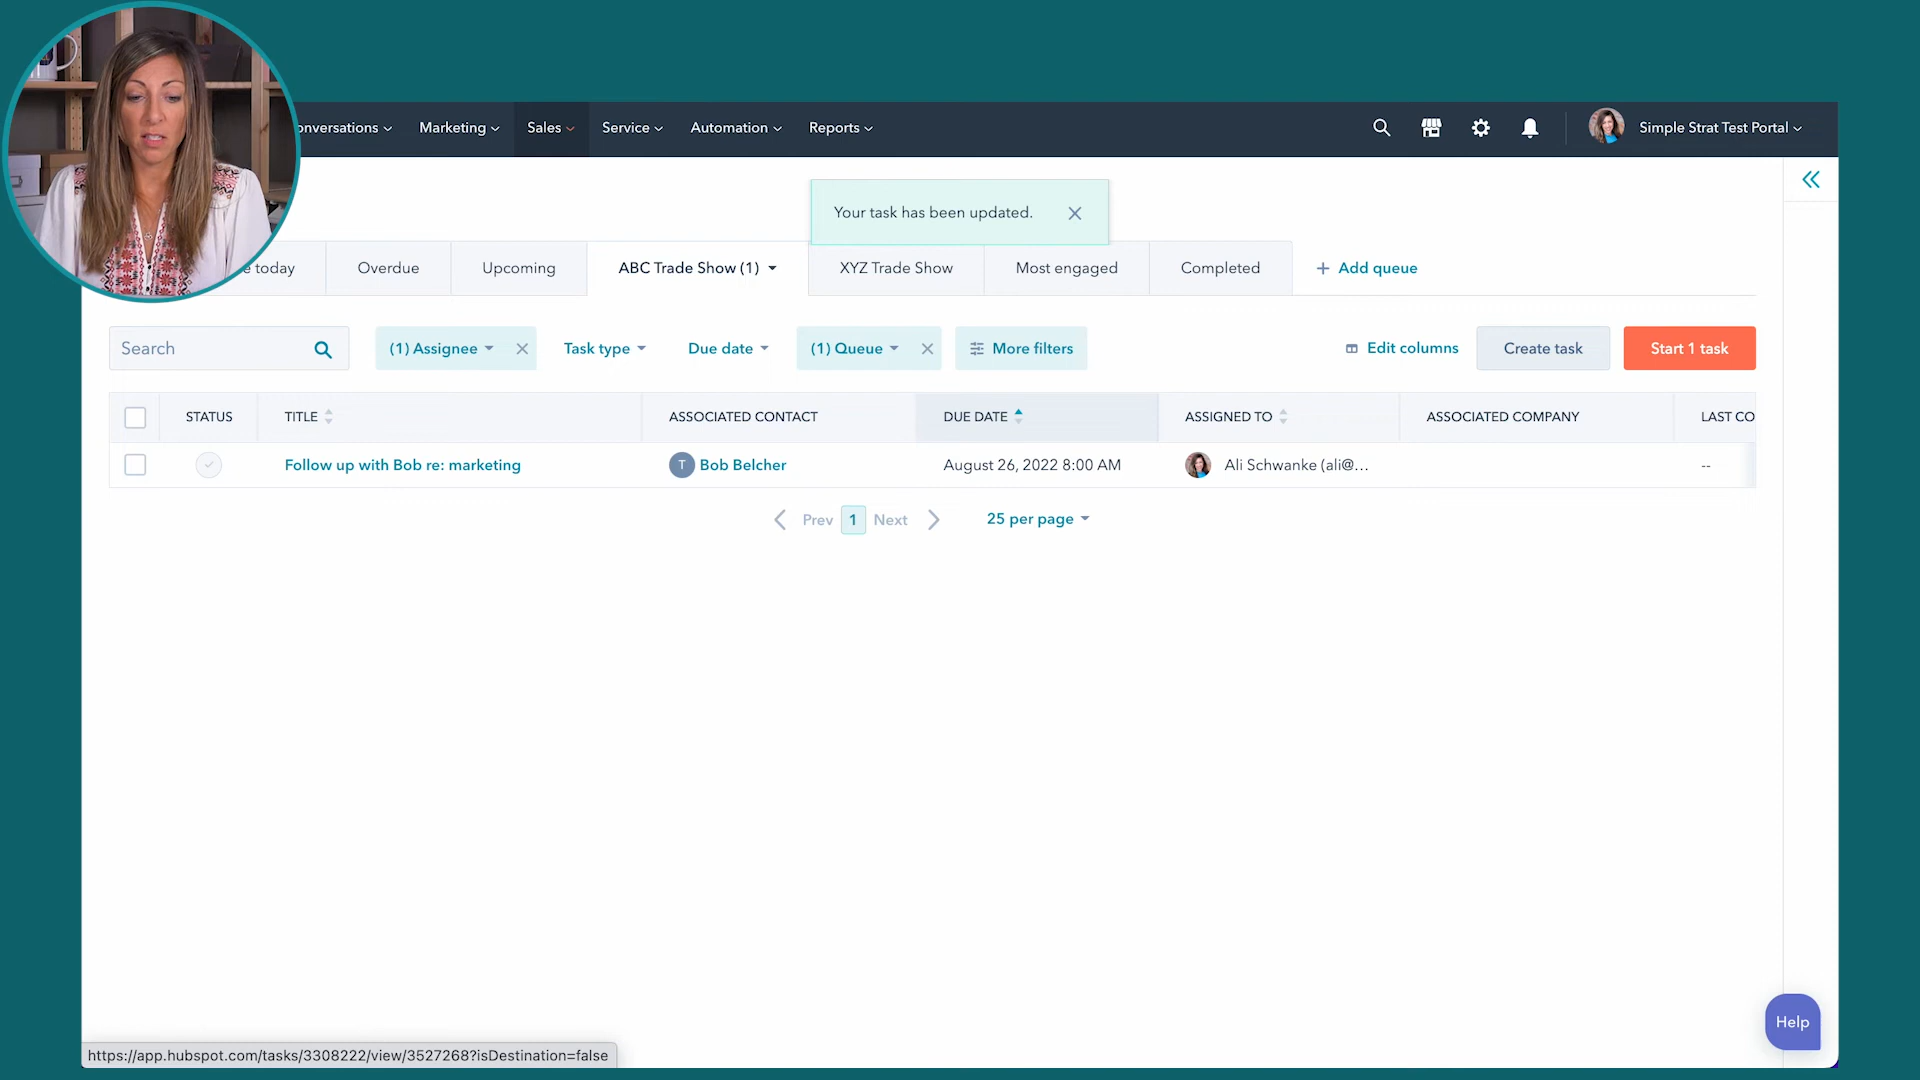 onversations
Marketing
Sales
Service
Automation
Reports
Simple Strat Test Portal
Your task has been updated.
e today
Overdue
Upcoming
ABC Trade Show (1)
XYZ Trade Show
Most engaged
Completed
+ Add queue
Search
(1) Assignee
Task type
Due date
(1) Queue
More filters
Edit columns
Create task
Start 1 task
STATUS
TITLE
ASSOCIATED CONTACT
DUE DATE
ASSIGNED TO
ASSOCIATED COMPANY
LAST CO
Follow up with Bob re: marketing
T
Bob Belcher
August 26, 2022 8:00 AM
Ali Schwanke (ali@...
--
Prev
1
Next
25 per page
Help
https://app.hubspot.com/tasks/3308222/view/3527268?isDestination=false